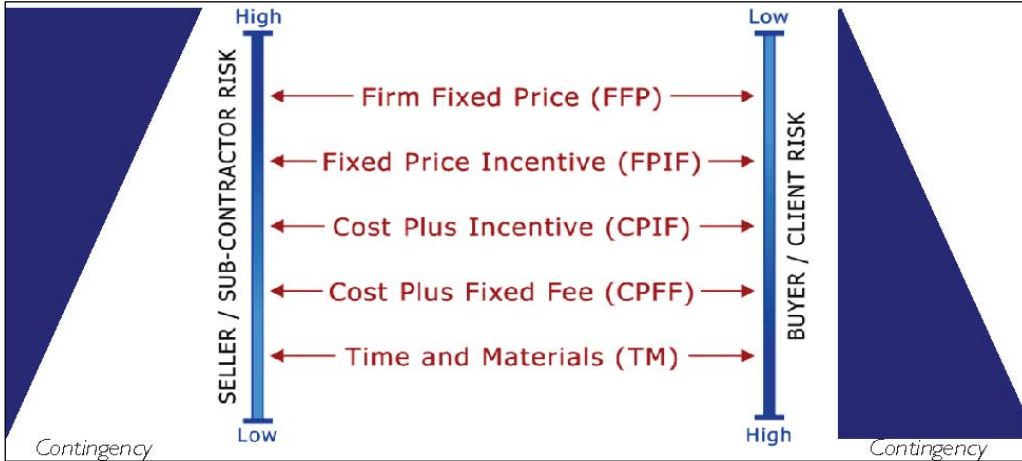 High
Low
SELLER / SUB-CONTRACTOR RISK
Firm Fixed Price (FFP)
Fixed Price Incentive (FPIF)
Cost Plus Incentive (CPIF)
Cost Plus Fixed Fee (CPFF)
Time and Materials (TM)
BUYER / CLIENT RISK
Low
High
Contingency
Contingency